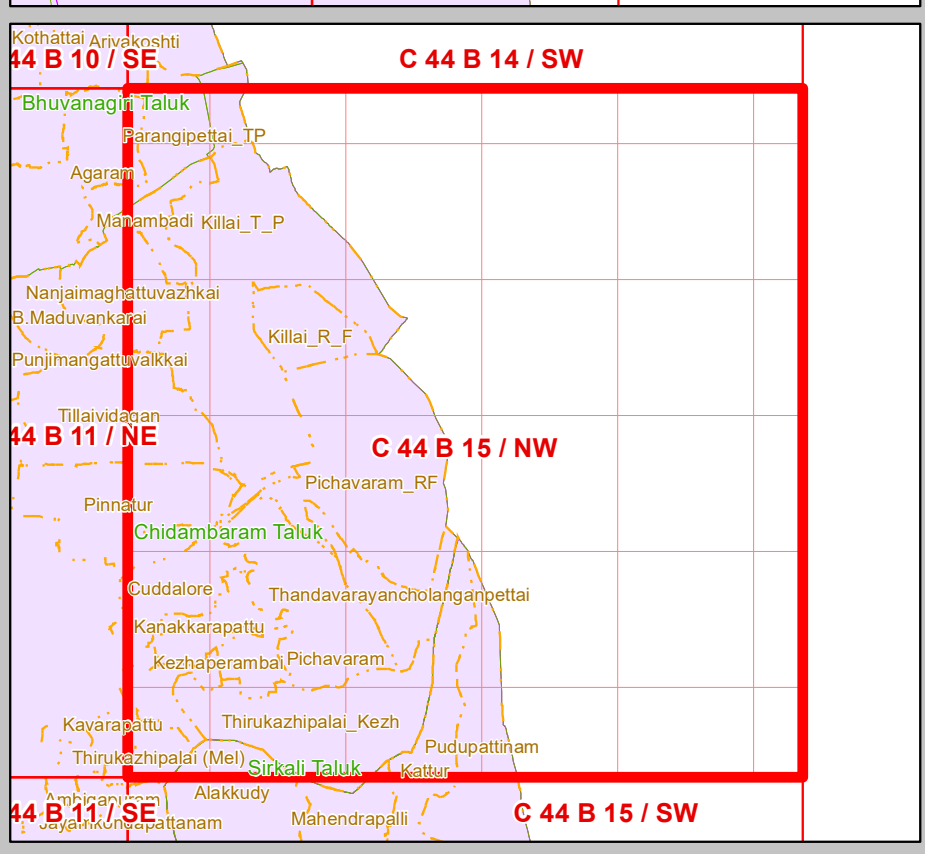 Kothattai
Arivakoshti
44 B 10 / SE
C 44 B 14 / SW
Bhuvanagiri Taluk
Parangipettai_TP
Agaram
Manambadi
Killai_T_P
Nanjaimaghattuvazhkai
B.Maduvankarai
Killai_R_F
Punjimangattuvalkkai
Tillaividagan
44 B 11 / NE
C 44 B 15 / NW
Pichavaram_RF
Pinnatur
Chidambaram Taluk
Cuddalore
Thandavarayancholanganpettai
Kanakkarapattu
Kezhaperambai
Pichavaram
Thirukazhipalai_Kezh
Kavarapattu
Pudupattinam
Thirukazhipalai (Mel)
Sirkali Taluk
Kattur
Alakkudy
Ambigapuram
44 B 11 / SE
C 44 B 15 / SW
Jayamkondapattanam
Mahendrapalli